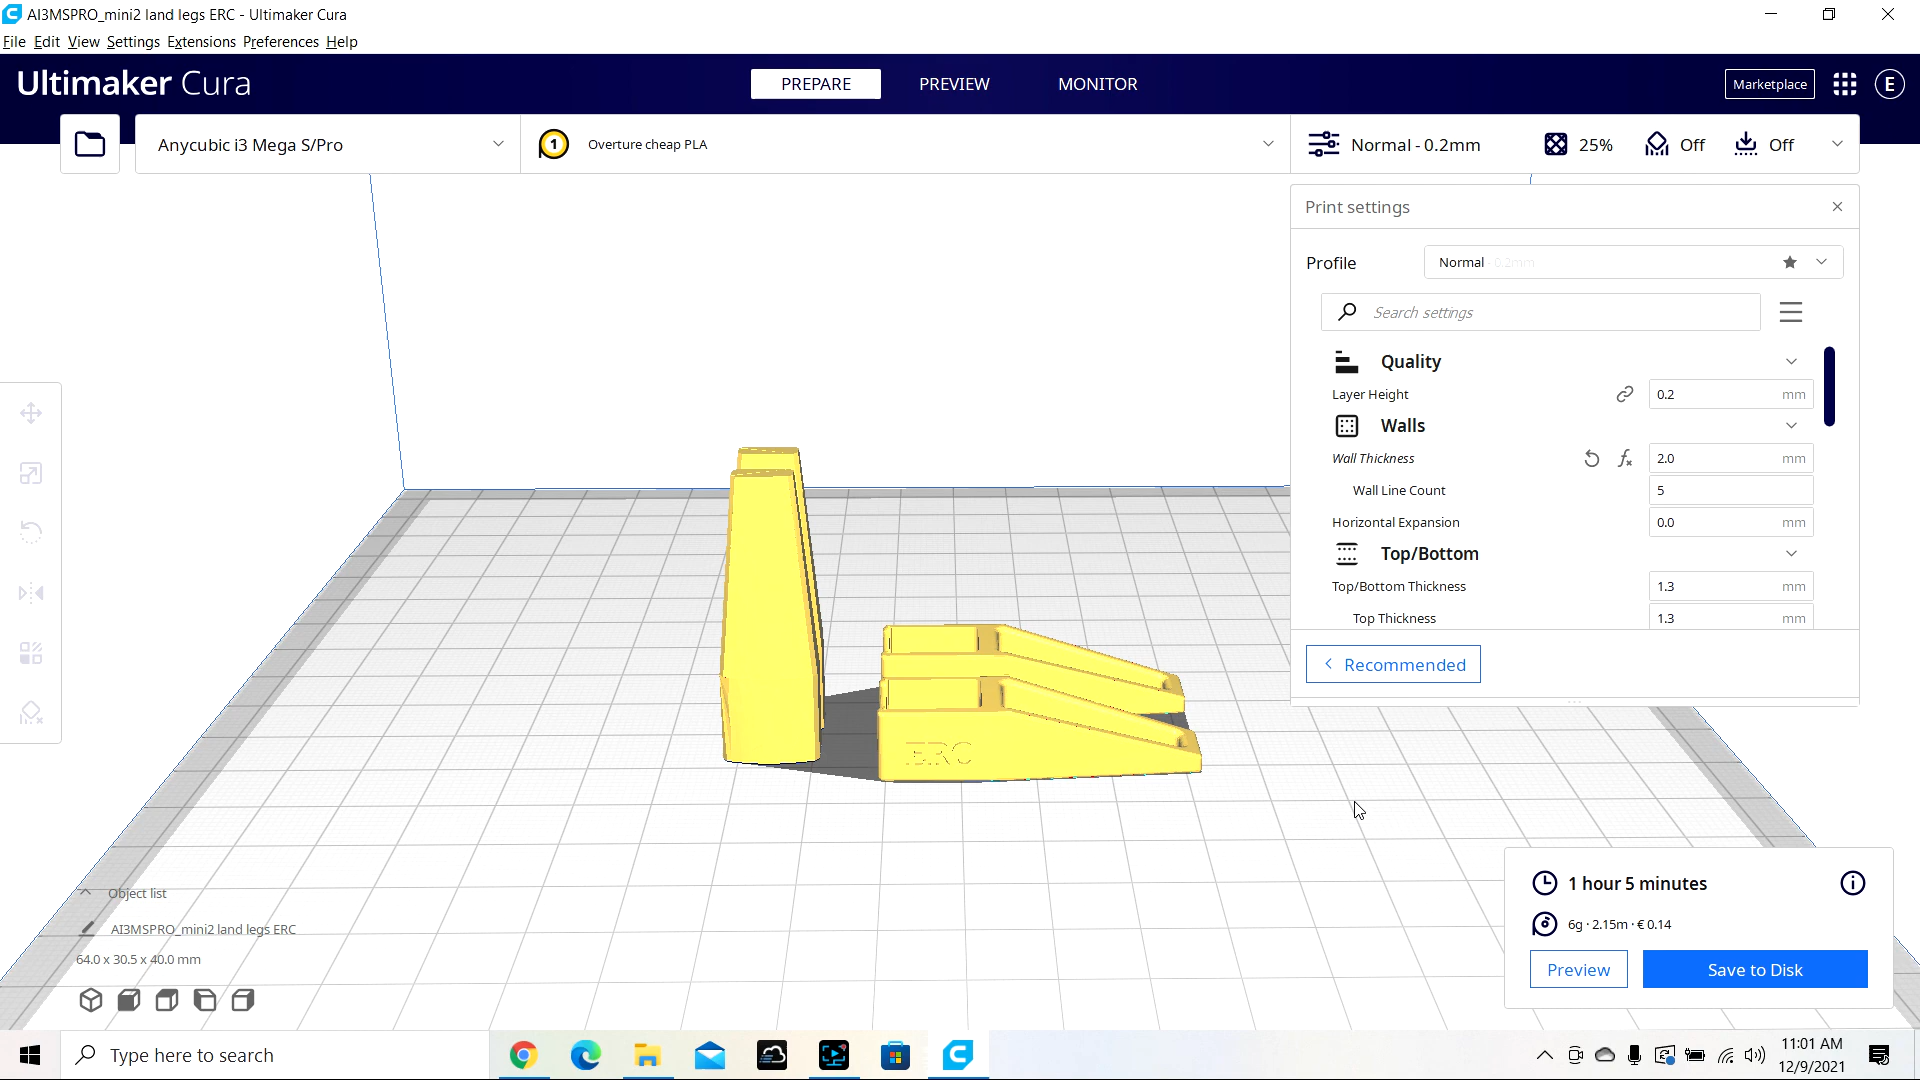 AI3MSPRO_mini2 land legs ERC - Ultimaker Cura
File Edit View Settings Extensions Preferences Help
Ultimaker Cura
PREPARE
PREVIEW
MONITOR
Marketplace
E
Anycubic i3 Mega S/Pro
1
Overture cheap PLA
Normal - 0.2mm
25%
Off
Off
Print settings
Profile
Normal - 0.2mm
Search settings
Quality
Layer Height
0.2 mm
Walls
Wall Thickness
2.0 mm
Wall Line Count
5
Horizontal Expansion
0.0 mm
Top/Bottom
Top/Bottom Thickness
1.3 mm
Top Thickness
1.3 mm
Recommended
ERC
1 hour 5 minutes
6g · 2.15m · € 0.14
Preview
Save to Disk
Object list
AI3MSPRO_mini2 land legs ERC
64.0 x 30.5 x 40.0 mm
Type here to search
11:01 AM
12/9/2021